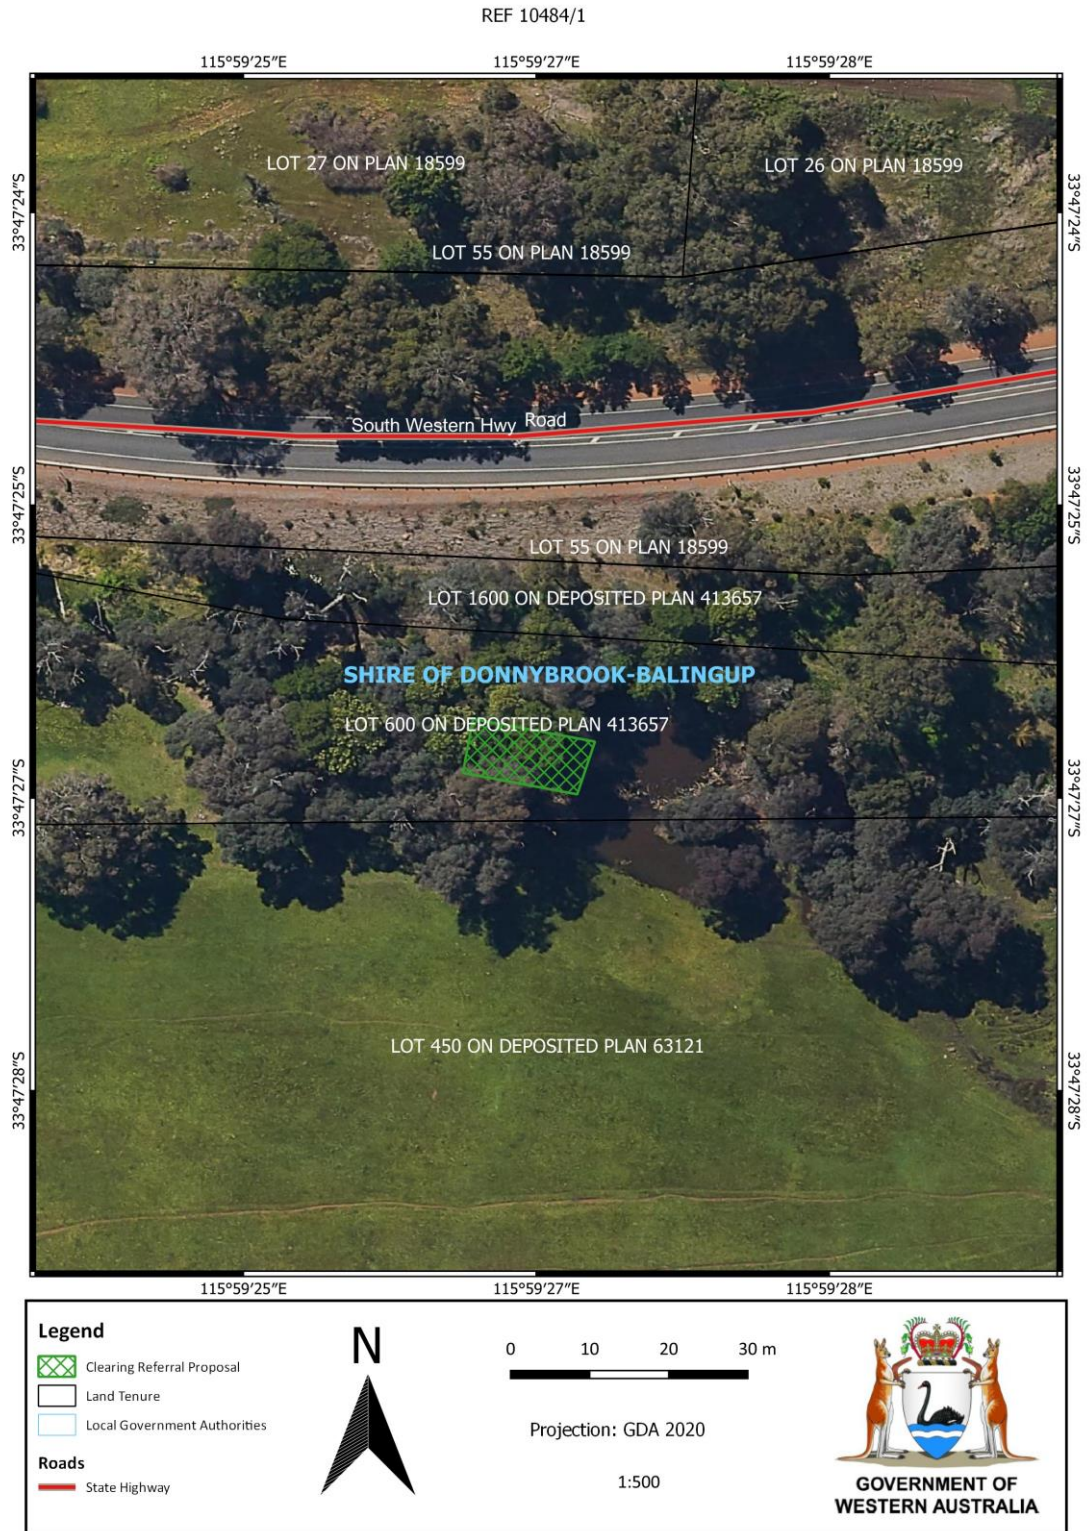 REF 10484/1
115°59'25"E
115°59'27"E
115°59'28"E
33°47'24"S
33°47'24"S
LOT 27 ON PLAN 18599
LOT 26 ON PLAN 18599
LOT 55 ON PLAN 18599
South Western Hwy Road
33°47'25"S
33°47'25"S
LOT 55 ON PLAN 18599
LOT 1600 ON DEPOSITED PLAN 413657
SHIRE OF DONNYBROOK-BALINGUP
LOT 600 ON DEPOSITED PLAN 413657
33°47'27"S
33°47'27"S
LOT 450 ON DEPOSITED PLAN 63121
33°47'28"S
33°47'28"S
115°59'25"E
115°59'27"E
115°59'28"E
Legend
Clearing Referral Proposal
Land Tenure
Local Government Authorities
Roads
State Highway
N
0 10 20 30 m
Projection: GDA 2020
1:500
GOVERNMENT OF
WESTERN AUSTRALIA